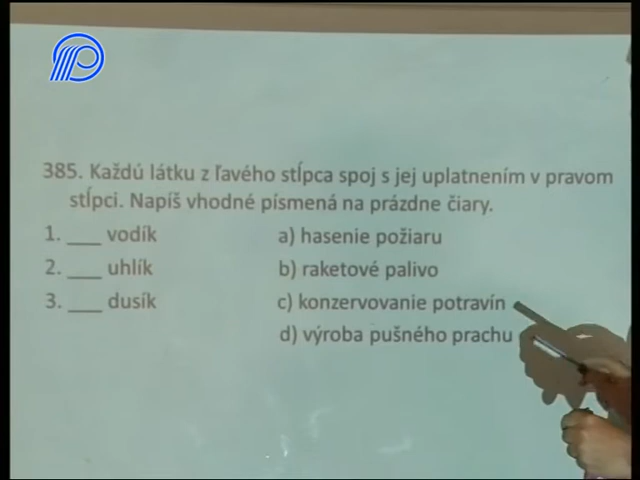 385. Každú látku z ľavého stĺpca spoj s jej uplatnením v pravom
stĺpci. Napíš vhodné písmená na prázdne čiary.
1. ___ vodík a) hasenie požiaru
2. ___ uhlík b) raketové palivo
3. ___ dusík c) konzervovanie potravín
d) výroba pušného prachu